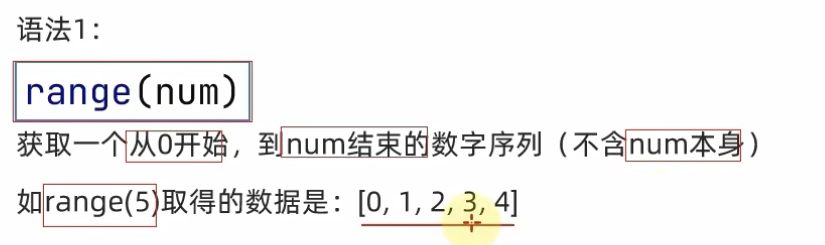 语法1：
range(num)
获取一个从0开始，到num结束的数字序列（不含num本身）
如range(5)取得的数据是：[0, 1, 2, 3, 4]